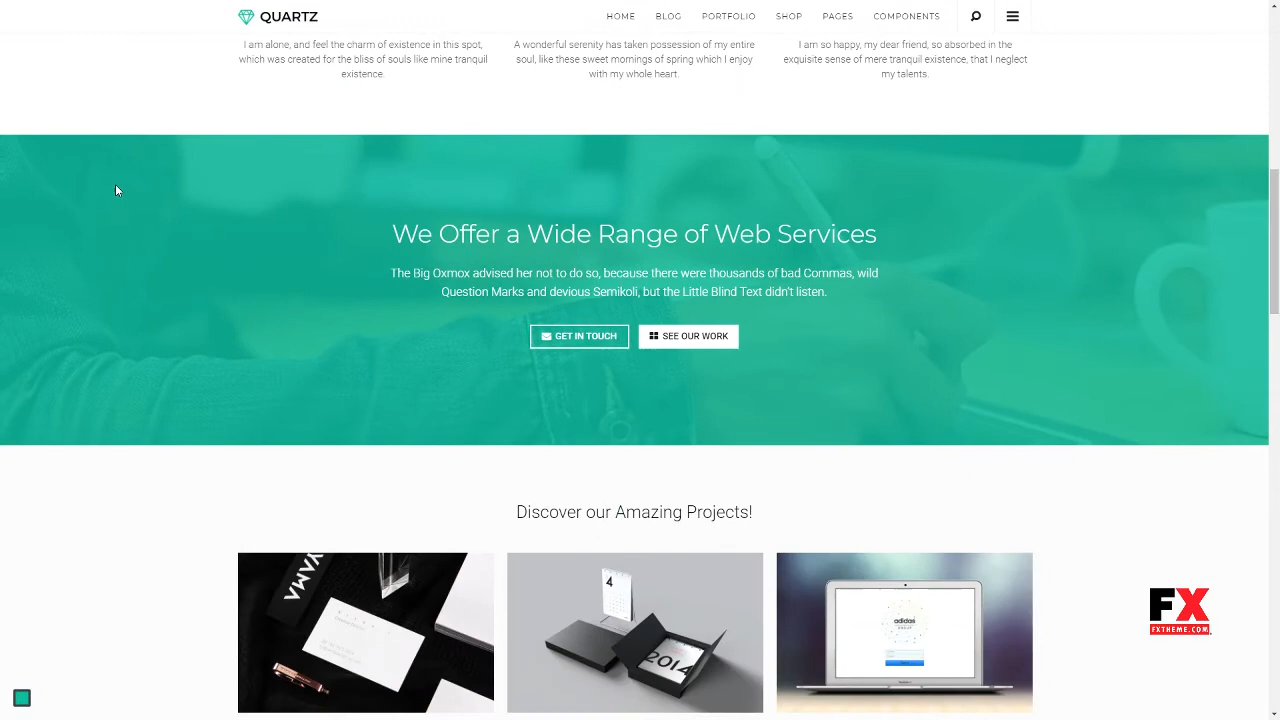 QUARTZ
HOME BLOG PORTFOLIO SHOP PAGES COMPONENTS
I am alone, and feel the charm of existence in this spot,
which was created for the bliss of souls like mine tranquil
existence.
A wonderful serenity has taken possession of my entire
soul, like these sweet mornings of spring which I enjoy
with my whole heart.
I am so happy, my dear friend, so absorbed in the
exquisite sense of mere tranquil existence, that I neglect
my talents.
We Offer a Wide Range of Web Services
The Big Oxmox advised her not to do so, because there were thousands of bad Commas, wild
Question Marks and devious Semikoli, but the Little Blind Text didn't listen.
GET IN TOUCH
SEE OUR WORK
Discover our Amazing Projects!
4
2014
adidas
GROUP
FX
FXTHEME.COM